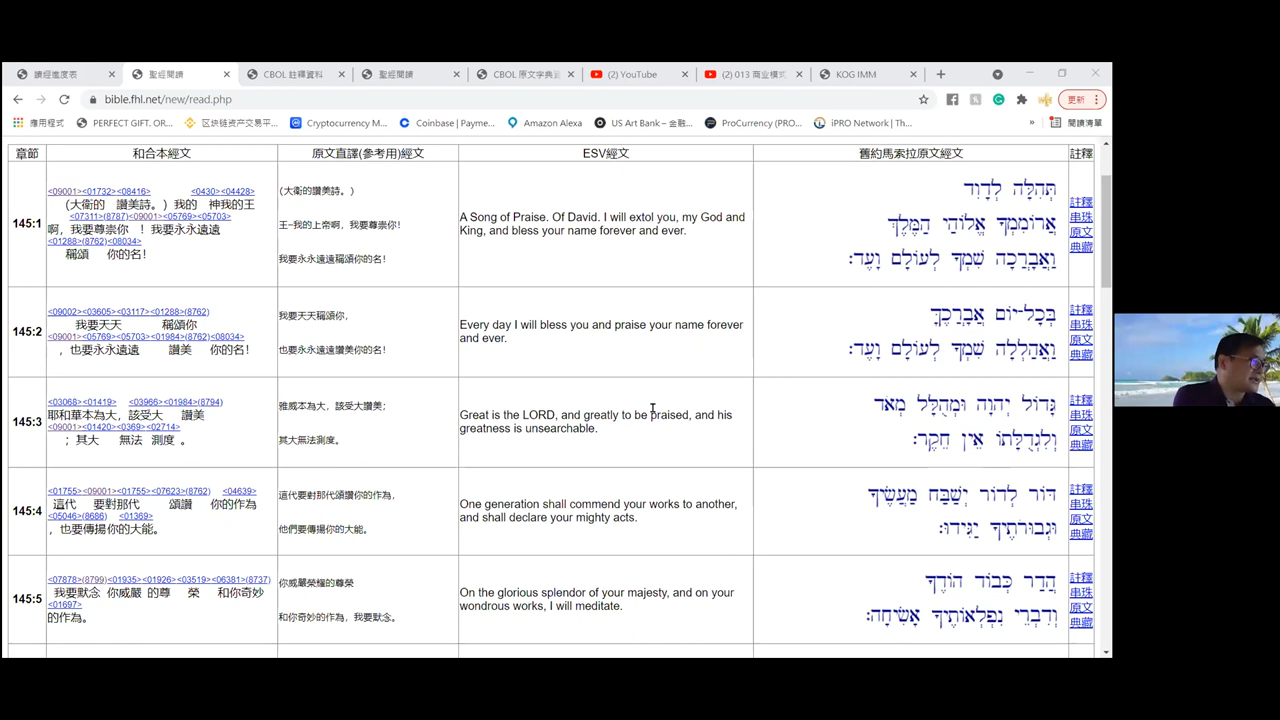 讀經進度表
聖經閱讀
CBOL 註釋資料
聖經閱讀
CBOL 原文字典
(2) YouTube
(2) 013 商业模式
KOG IMM
bible.fhl.net/new/read.php
更新
應用程式
PERFECT GIFT. OR...
区块链资产交易平...
Cryptocurrency M...
Coinbase | Payme...
Amazon Alexa
US Art Bank – 金融...
ProCurrency (PRO...
iPRO Network | Th...
»
閱讀清單
章節 和合本經文 原文直譯(參考用)經文 ESV經文 舊約馬索拉原文經文 註釋
145:1
<09001><01732><08416> <0430><04428>
(大衛的 讚美詩。) 我的 神我的王
<07311>(8787)<09001><05769><05703>
啊, 我要尊崇你 ! 我要永永遠遠
<01288>(8762)<08034>
稱頌 你的名!
(大衛的讚美詩。)
王–我的上帝啊, 我要尊崇你!
我要永永遠遠稱頌你的名!
A Song of Praise. Of David. I will extol you, my God and
King, and bless your name forever and ever.
תְּהִלָּה לְדָוִד
אֲרוֹמִמְךָ אֱלוֹהַי הַמֶּלֶךְ
וַאֲבָרֲכָה שִׁמְךָ לְעוֹלָם וָעֶד׃
註釋
串珠
原文
典藏
145:2
<09002><03605><03117><01288>(8762)
我要天天 稱頌你
<09001><05769><05703><01984>(8762)<08034>
, 也要永永遠遠 讚美 你的名!
我要天天稱頌你,
也要永永遠遠讚美你的名!
Every day I will bless you and praise your name forever
and ever.
בְּכָל־יוֹם אֲבָרֲכֶךָּ
וַאֲהַלְלָה שִׁמְךָ לְעוֹלָם וָעֶד׃
註釋
串珠
原文
典藏
145:3
<03068><01419> <03966><01984>(8794)
耶和華本為大, 該受大 讚美
<09001><01420><0369><02714>
; 其大 無法 測度 。
雅威本為大, 該受大讚美;
其大無法測度。
Great is the LORD, and greatly to be praised, and his
greatness is unsearchable.
גָּדוֹל יְהוָה וּמְהֻלָּל מְאֹד
וְלִגְדֻלָּתוֹ אֵין חֵקֶר׃
註釋
串珠
原文
典藏
145:4
<01755><09001><01755><07623>(8762) <04639>
這代 要對那代 頌讚 你的作為
<05046>(8686) <01369>
, 也要傳揚你的大能。
這代要對那代頌讚你的作為,
他們要傳揚你的大能。
One generation shall commend your works to another,
and shall declare your mighty acts.
דּוֹר לְדוֹר יְשַׁבַּח מַעֲשֶׂיךָ
וּגְבוּרֹתֶיךָ יַגִּידוּ׃
註釋
串珠
原文
典藏
145:5
<07878>(8799)<01935><01926><03519><06381>(8737)
我要默念 你威嚴 的尊 榮 和你奇妙
<01697>
的作為。
你威嚴榮耀的尊榮
和你奇妙的作為, 我要默念。
On the glorious splendor of your majesty, and on your
wondrous works, I will meditate.
הֲדַר כְּבוֹד הוֹדֶךָ
וְדִבְרֵי נִפְלְאוֹתֶיךָ אָשִׂיחָה׃
註釋
串珠
原文
典藏